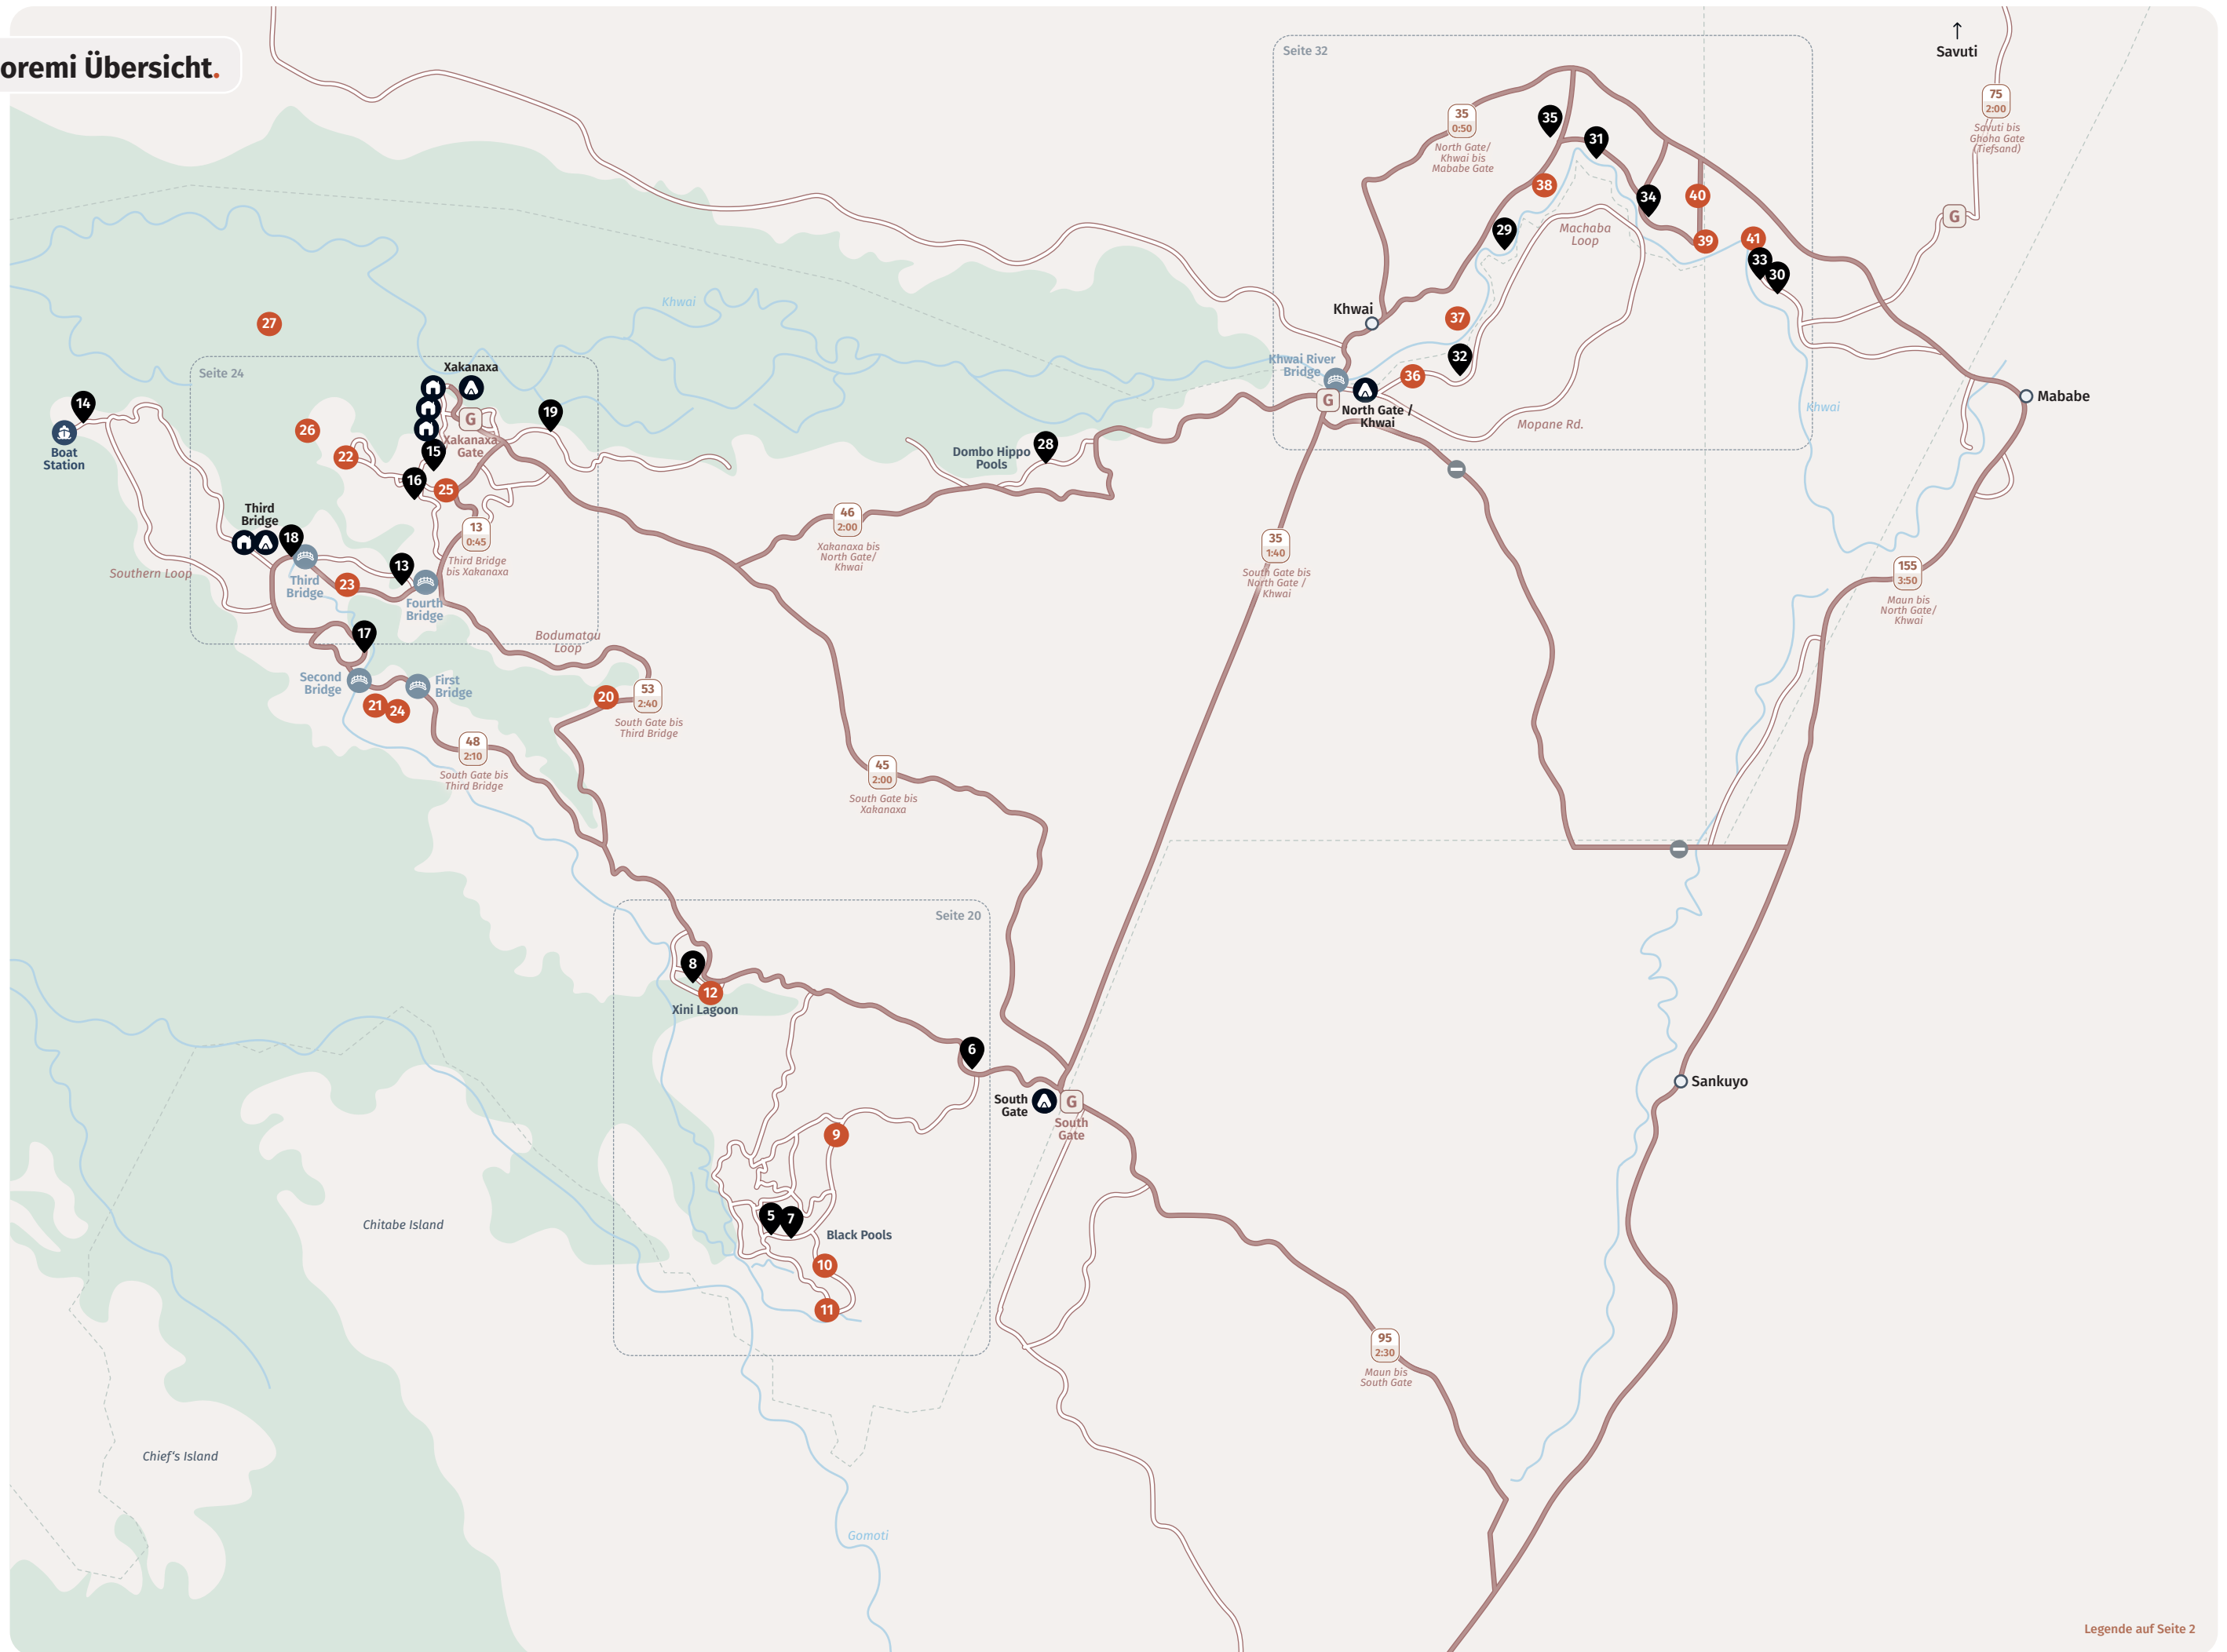 oremi Übersicht.
Seite 32
↑
Savuti
75
2:00
Savuti bis
Ghoha Gate
(Tiefsand)
35
0:50
North Gate/
Khwai bis
Mababe Gate
35
31
38
34
40
29
Machaba
Loop
39
41
33
30
G
Khwai
27
Khwai
37
Khwai River
Bridge
32
36
G
North Gate /
Khwai
Mopane Rd.
Khwai
Mababe
Seite 24
Xakanaxa
14
Boat
Station
26
22
G
Xakanaxa
Gate
19
15
16
25
Dombo Hippo
Pools
28
Third
Bridge
18
13
0:45
Third Bridge
bis Xakanaxa
46
2:00
Xakanaxa bis
North Gate/
Khwai
35
1:40
South Gate bis
North Gate /
Khwai
155
3:50
Maun bis
North Gate/
Khwai
Southern Loop
Third
Bridge
23
13
Fourth
Bridge
17
Bodumatau
Loop
Second
Bridge
First
Bridge
21
24
20
53
2:40
South Gate bis
Third Bridge
48
2:10
South Gate bis
Third Bridge
45
2:00
South Gate bis
Xakanaxa
Seite 20
8
12
Xini Lagoon
6
South
Gate
G
South
Gate
Sankuyo
9
5
7
Black Pools
10
11
Chitabe Island
95
2:30
Maun bis
South Gate
Chief's Island
Gomoti
Legende auf Seite 2